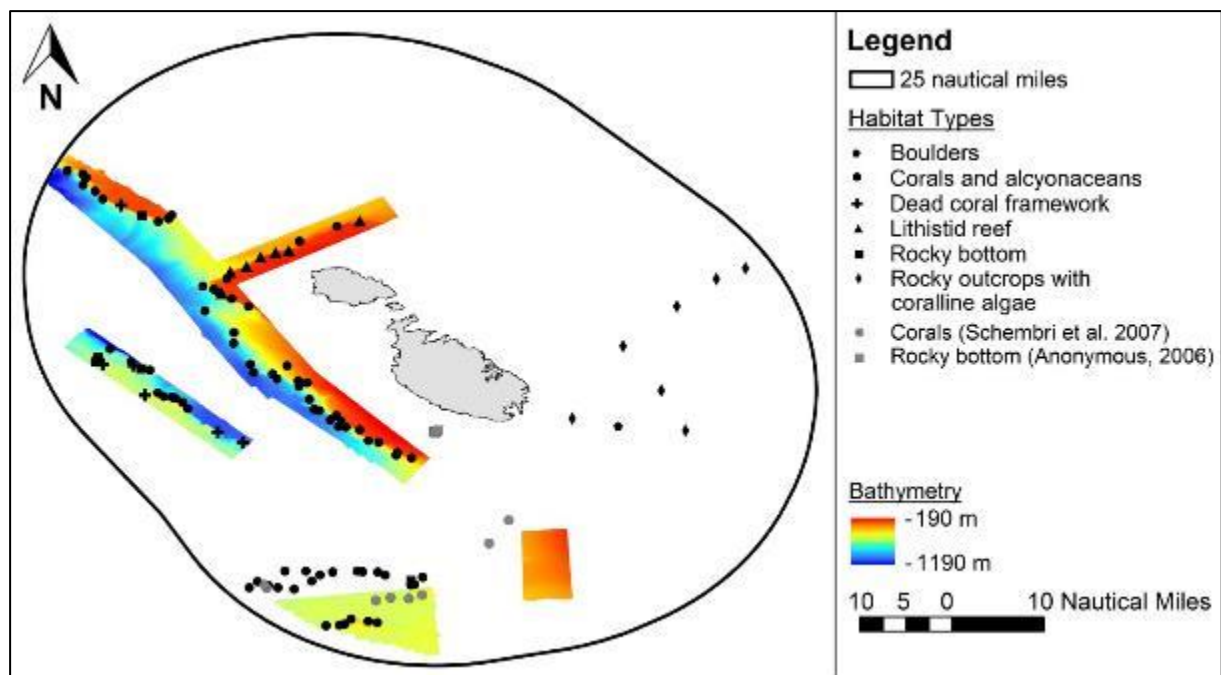 N
Legend
25 nautical miles
Habitat Types
Boulders
Corals and alcyonaceans
Dead coral framework
Lithistid reef
Rocky bottom
Rocky outcrops with
coralline algae
Corals (Schembri et al. 2007)
Rocky bottom (Anonymous, 2006)
Bathymetry
- 190 m
- 1190 m
10 5 0 10 Nautical Miles